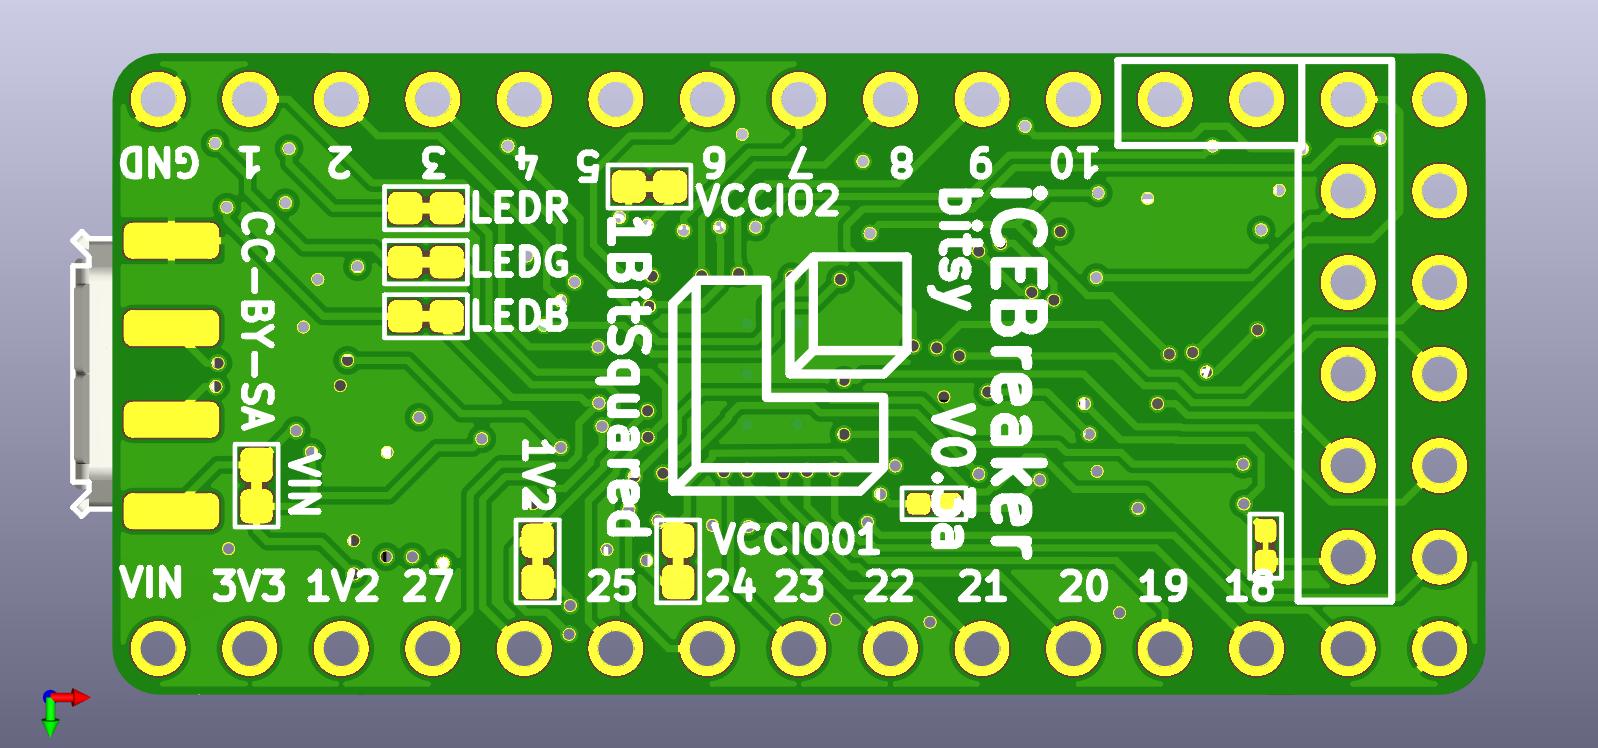 GND 1 2 3 4 5 6 7 8 9 10
LEDR
LEDG
LEDB
VCCIO2
CC-BY-SA
VIN
1V2
1BitSquared
iCEBreaker
bitsy
V0.3a
VCCIO01
VIN 3V3 1V2 27 25 24 23 22 21 20 19 18